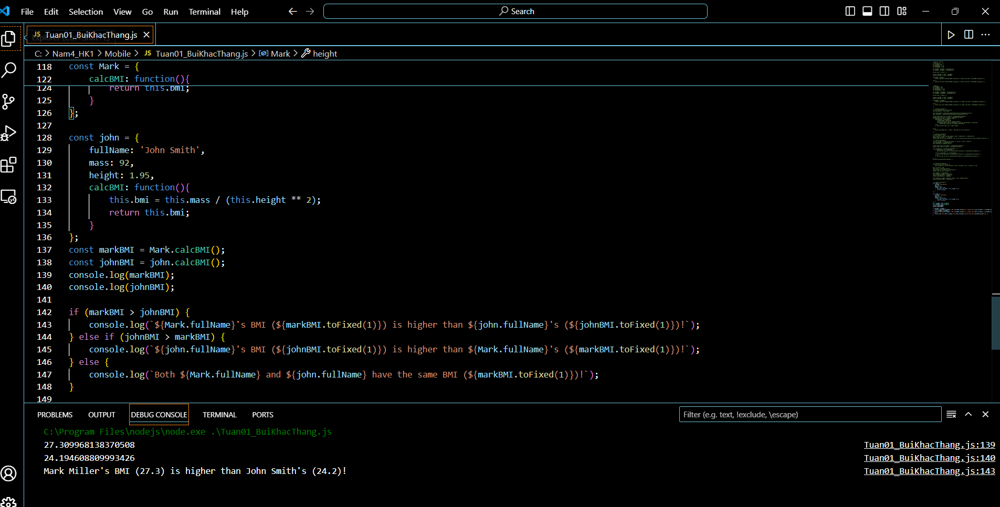 File Edit Selection View Go Run Terminal Help
Search
JS Tuan01_BuiKhacThang.js
C: > Nam4_HK1 > Mobile > JS Tuan01_BuiKhacThang.js > Mark > height
118 const Mark = {
122 calcBMI: function(){
124 return this.bmi;
125 }
126 };
127
128 const john = {
129 fullName: 'John Smith',
130 mass: 92,
131 height: 1.95,
132 calcBMI: function(){
133 this.bmi = this.mass / (this.height ** 2);
134 return this.bmi;
135 }
136 };
137 const markBMI = Mark.calcBMI();
138 const johnBMI = john.calcBMI();
139 console.log(markBMI);
140 console.log(johnBMI);
141
142 if (markBMI > johnBMI) {
143 console.log(`${Mark.fullName}'s BMI (${markBMI.toFixed(1)}) is higher than ${john.fullName}'s (${johnBMI.toFixed(1)})!`);
144 } else if (johnBMI > markBMI) {
145 console.log(`${john.fullName}'s BMI (${johnBMI.toFixed(1)}) is higher than ${Mark.fullName}'s (${markBMI.toFixed(1)})!`);
146 } else {
147 console.log(`Both ${Mark.fullName} and ${john.fullName} have the same BMI (${markBMI.toFixed(1)})!`);
148 }
149
PROBLEMS OUTPUT DEBUG CONSOLE TERMINAL PORTS
Filter (e.g. text, !exclude, \escape)
C:\Program Files\nodejs\node.exe .\Tuan01_BuiKhacThang.js
27.309968138370508 Tuan01_BuiKhacThang.js:139
24.194608809993426 Tuan01_BuiKhacThang.js:140
Mark Miller's BMI (27.3) is higher than John Smith's (24.2)! Tuan01_BuiKhacThang.js:143